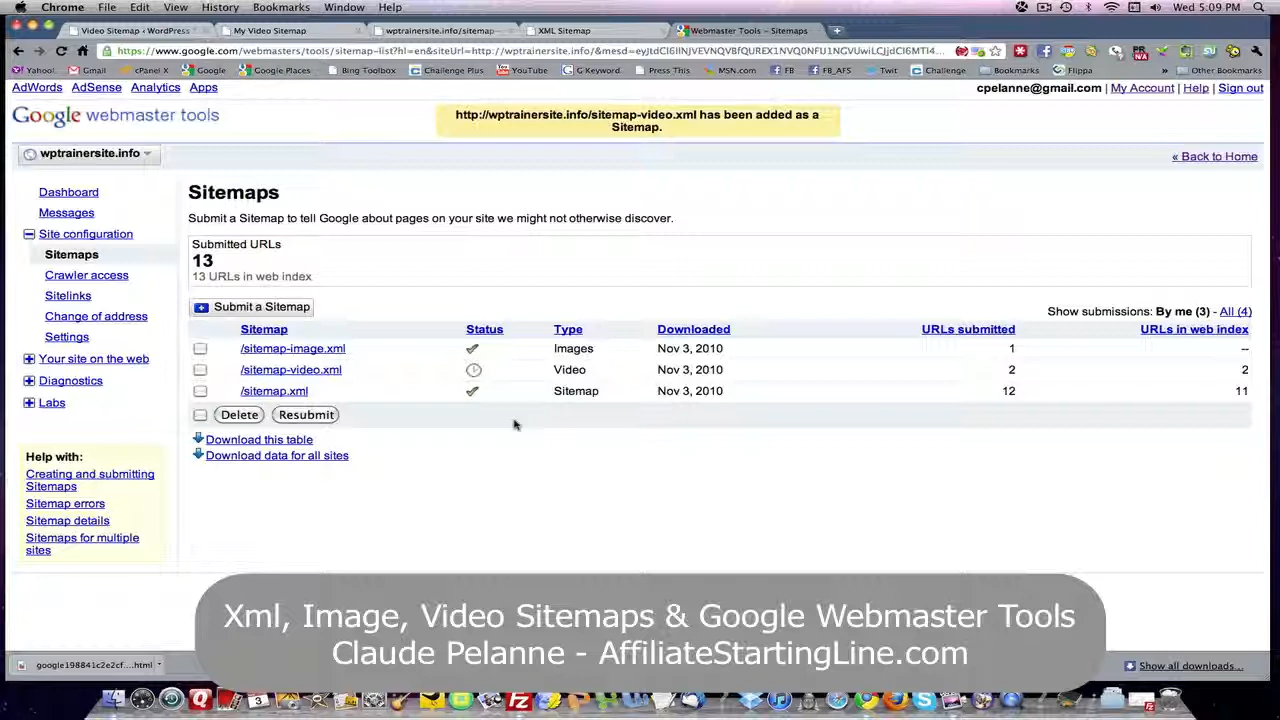 Chrome File Edit View History Bookmarks Window Help Wed 5:09 PM
Video Sitemap ‹ WordPress My Video Sitemap wptrainersite.info/sitemap- XML Sitemap Webmaster Tools – Sitemaps
Yahoo! Gmail cPanel X Google Google Places Bing Toolbox Challenge Plus YouTube G Keyword Press This MSN.com FB FB_AFS Twit Challenge Bookmarks Flippa » Other Bookmarks
AdWords AdSense Analytics Apps
cpelanne@gmail.com | My Account | Help | Sign out
Google webmaster tools
http://wptrainersite.info/sitemap-video.xml has been added as a
Sitemap.
wptrainersite.info
« Back to Home
Dashboard
Messages
Site configuration
Sitemaps
Crawler access
Sitelinks
Change of address
Settings
Your site on the web
Diagnostics
Labs
Help with:
Creating and submitting
Sitemaps
Sitemap errors
Sitemap details
Sitemaps for multiple
sites
Sitemaps
Submit a Sitemap to tell Google about pages on your site we might not otherwise discover.
Submitted URLs
13
13 URLs in web index
Submit a Sitemap
Show submissions: By me (3) - All (4)
Sitemap Status Type Downloaded URLs submitted URLs in web index
/sitemap-image.xml Images Nov 3, 2010 1 --
/sitemap-video.xml Video Nov 3, 2010 2 2
/sitemap.xml Sitemap Nov 3, 2010 12 11
Delete Resubmit
Download this table
Download data for all sites
Xml, Image, Video Sitemaps & Google Webmaster Tools
Claude Pelanne - AffiliateStartingLine.com
google198841c2e2cf....html
Show all downloads...